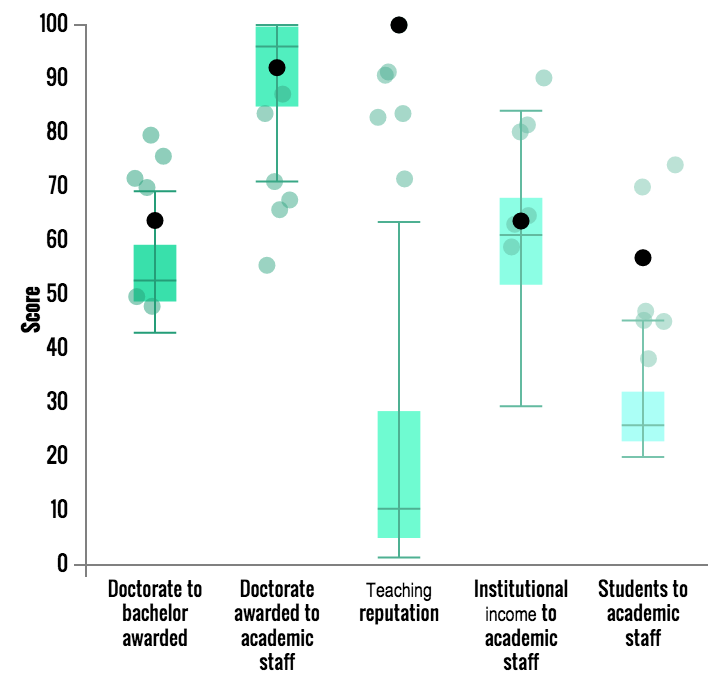 100
90
80
70
60
50
40
30
20
10
0
Score
Doctorate to
bachelor
awarded
Doctorate
awarded to
academic
staff
Teaching
reputation
Institutional
income to
academic
staff
Students to
academic
staff